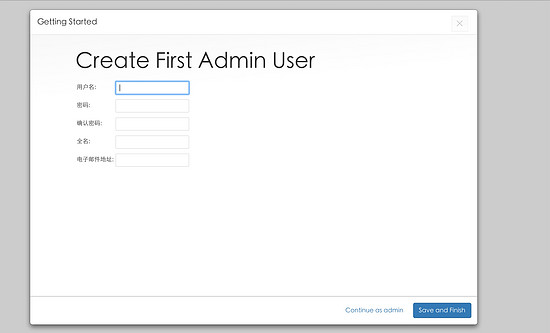 Getting Started
Create First Admin User
用户名:
密码:
确认密码:
全名:
电子邮件地址:
Continue as admin
Save and Finish